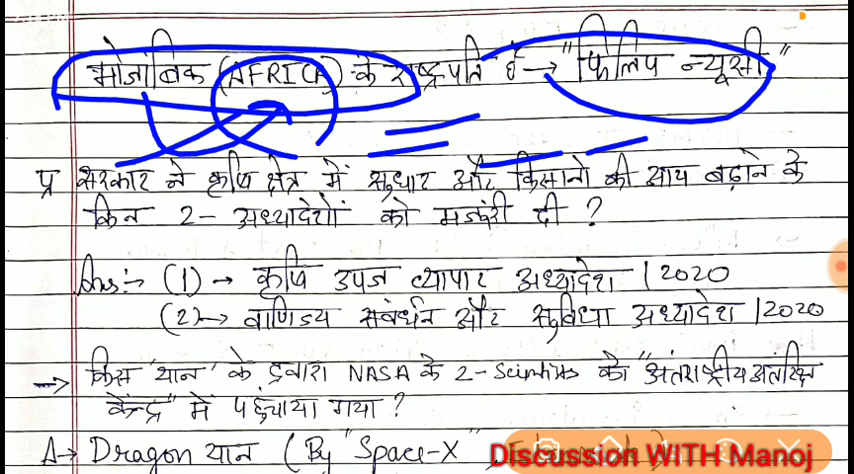 मोजांबिक (AFRICA) के राष्ट्रपति है → "फिलिप न्यूसी"
प्र सरकार ने कृषि क्षेत्र में सुधार और किसानो की आय बढ़ाने के
किन 2- अध्यादेशों को मंजूरी दी ?
Ans:→ (1)→ कृषि उपज व्यापार अध्यादेश | 2020
(2)→ वाणिज्य संवर्धन और सुविधा अध्यादेश | 2020
→ किस 'यान' के द्वारा NASA के 2-Scintists को "अंतराष्ट्रीय अंतरिक्ष
केन्द्र" में पहुंचाया गया ?
A→ Dragon यान (By "Space-X"
Discussion WITH Manoj